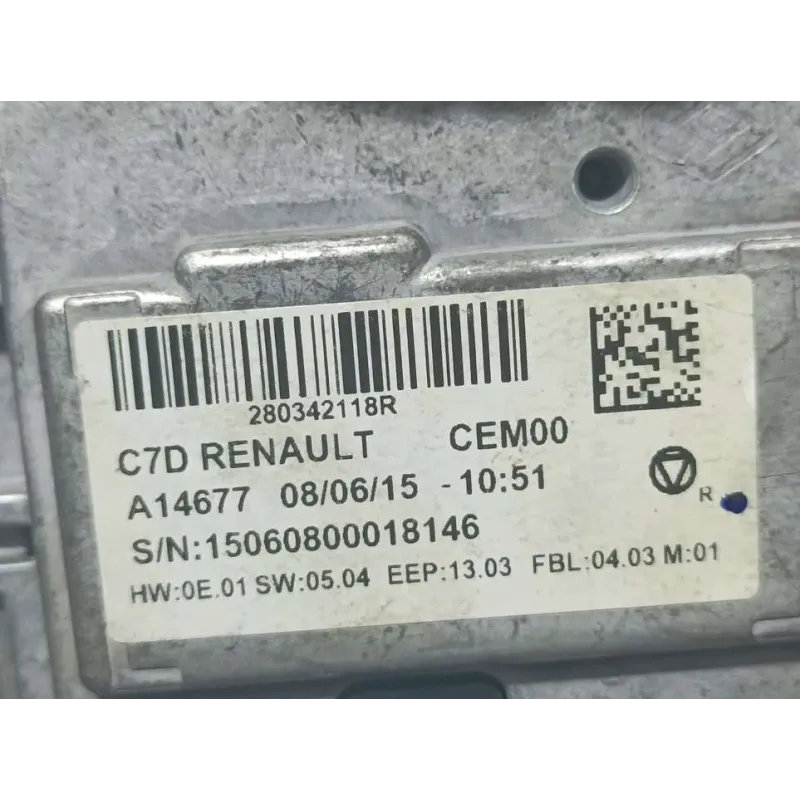 280342118R
C7D RENAULT CEM00
A14677 08/06/15 - 10:51
R
S/N:15060800018146
HW:0E.01 SW:05.04 EEP:13.03 FBL:04.03 M:01